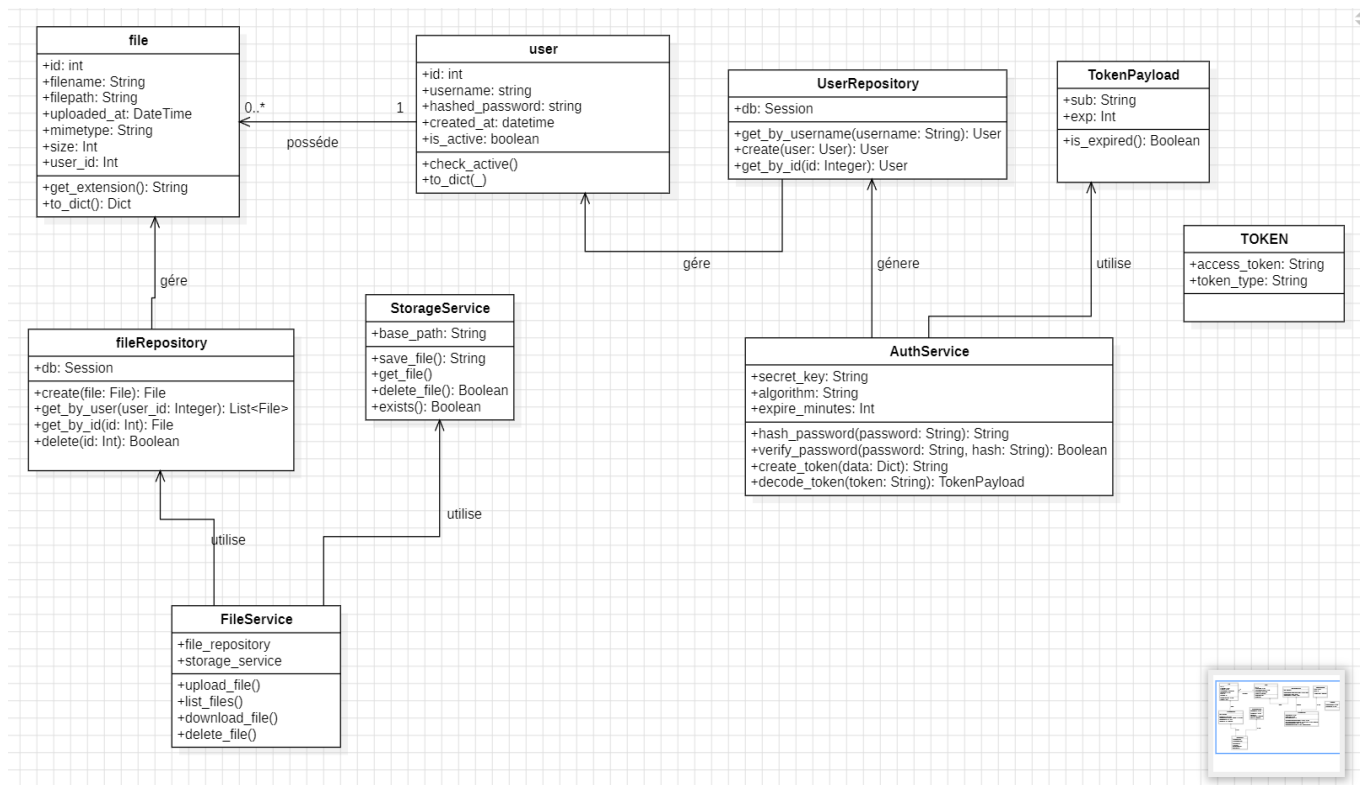 file
+id: int
+filename: String
+filepath: String
+uploaded_at: DateTime
+mimetype: String
+size: Int
+user_id: Int
+get_extension(): String
+to_dict(): Dict
0..*
1
posséde
user
+id: int
+username: string
+hashed_password: string
+created_at: datetime
+is_active: boolean
+check_active()
+to_dict(_)
UserRepository
+db: Session
+get_by_username(username: String): User
+create(user: User): User
+get_by_id(id: Integer): User
TokenPayload
+sub: String
+exp: Int
+is_expired(): Boolean
TOKEN
+access_token: String
+token_type: String
gére
génere
utilise
gére
fileRepository
+db: Session
+create(file: File): File
+get_by_user(user_id: Integer): List<File>
+get_by_id(id: Int): File
+delete(id: Int): Boolean
StorageService
+base_path: String
+save_file(): String
+get_file()
+delete_file(): Boolean
+exists(): Boolean
AuthService
+secret_key: String
+algorithm: String
+expire_minutes: Int
+hash_password(password: String): String
+verify_password(password: String, hash: String): Boolean
+create_token(data: Dict): String
+decode_token(token: String): TokenPayload
utilise
utilise
FileService
+file_repository
+storage_service
+upload_file()
+list_files()
+download_file()
+delete_file()